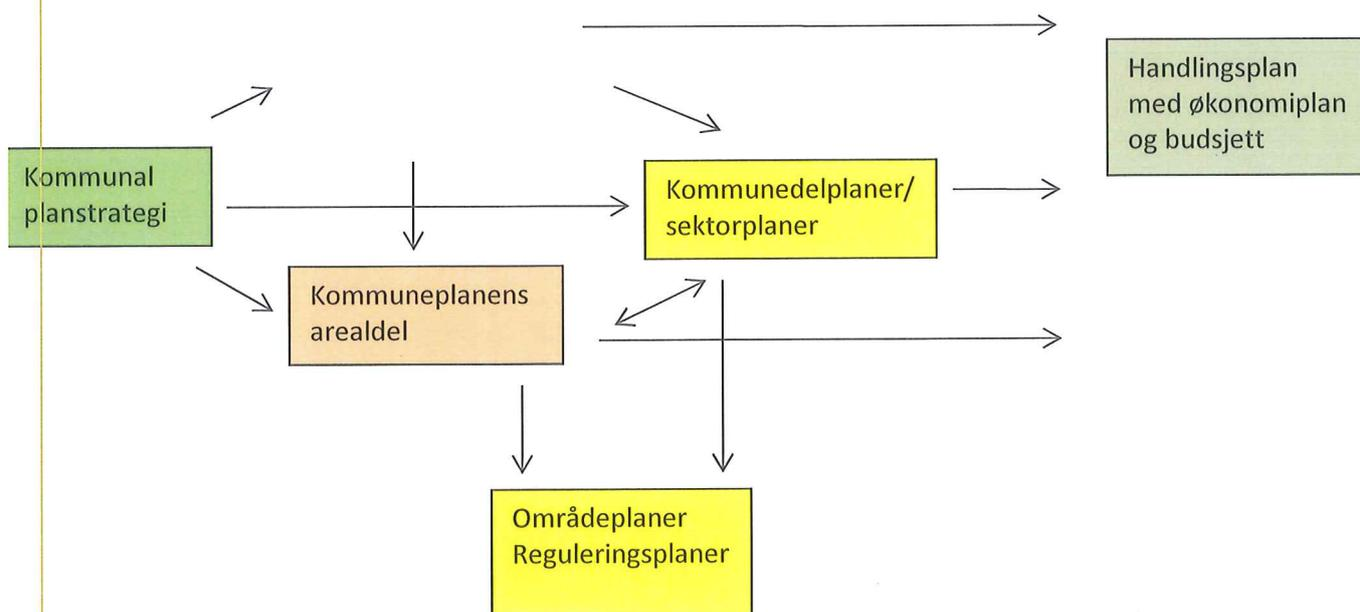 Handlingsplan
med økonomiplan
og budsjett
Kommunal
planstrategi
Kommunedelplaner/
sektorplaner
Kommuneplanens
arealdel
Områdeplaner
Reguleringsplaner